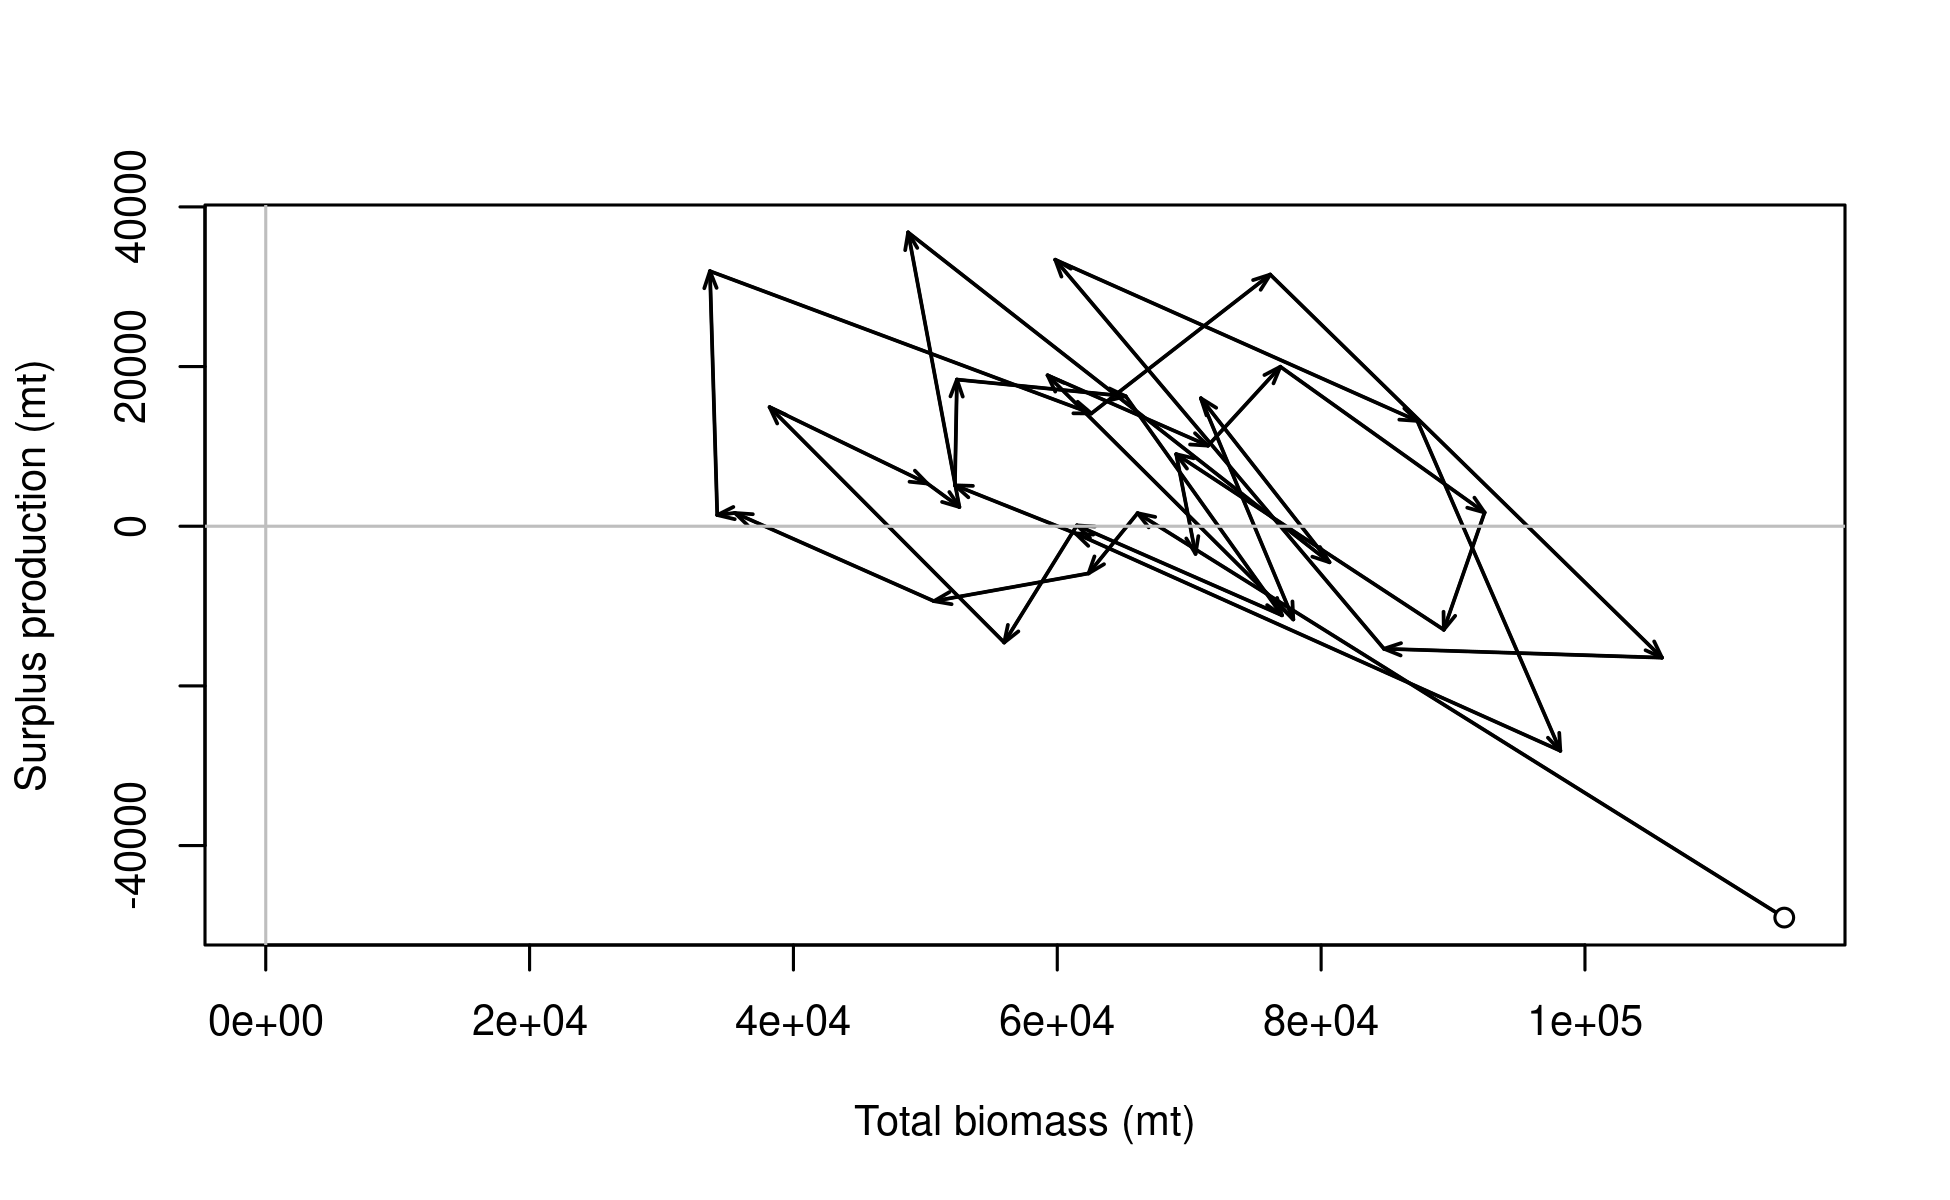 40000
20000
0
-40000
Surplus production (mt)
0e+00 2e+04 4e+04 6e+04 8e+04 1e+05
Total biomass (mt)